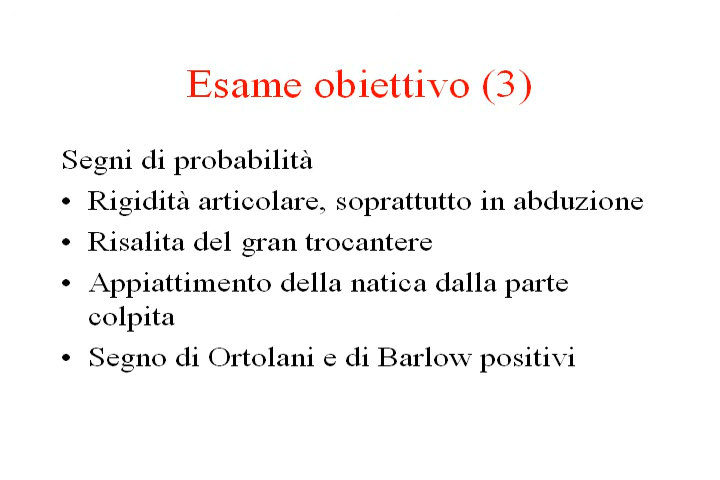 Esame obiettivo (3)
Segni di probabilità
• Rigidità articolare, soprattutto in abduzione
• Risalita del gran trocantere
• Appiattimento della natica dalla parte
colpita
• Segno di Ortolani e di Barlow positivi